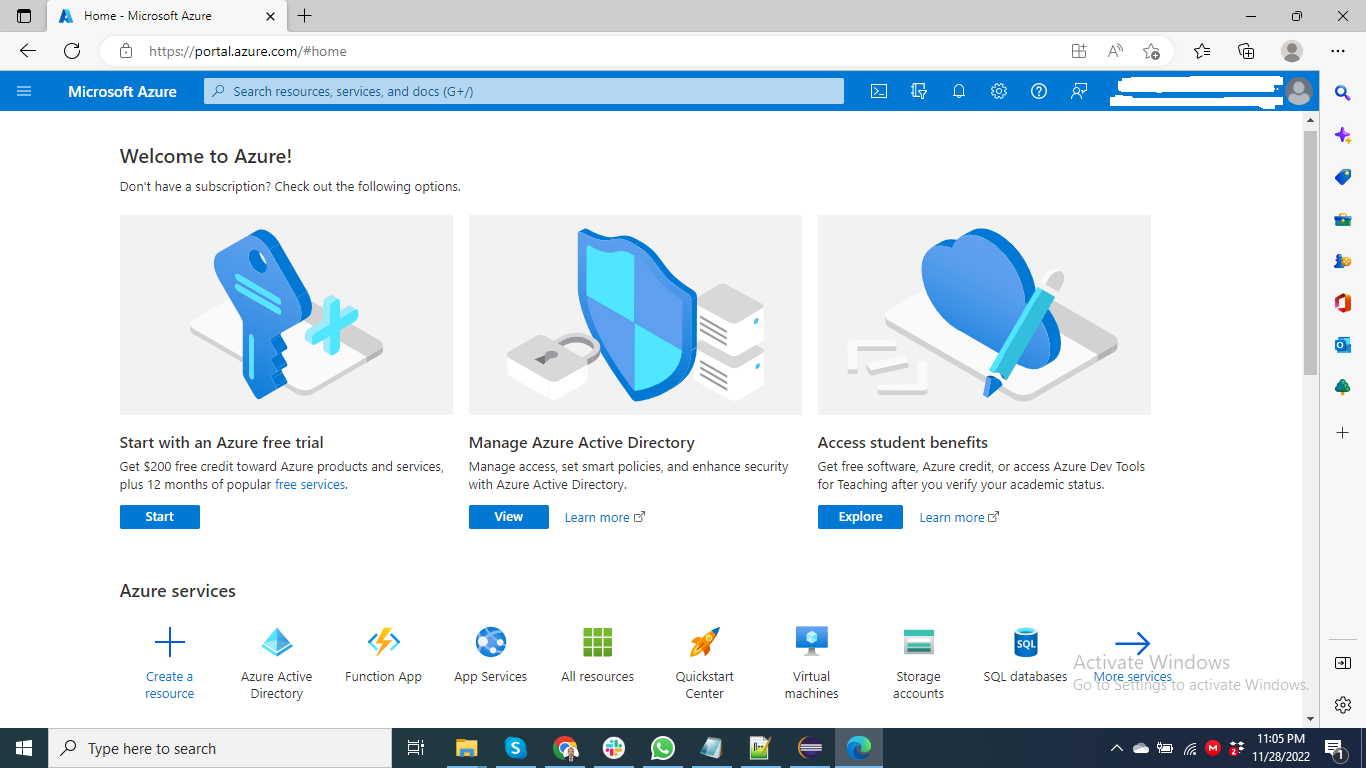 Home - Microsoft Azure
https://portal.azure.com/#home
Microsoft Azure
Search resources, services, and docs (G+/)
Welcome to Azure!
Don't have a subscription? Check out the following options.
Start with an Azure free trial
Get $200 free credit toward Azure products and services,
plus 12 months of popular free services.
Start
Manage Azure Active Directory
Manage access, set smart policies, and enhance security
with Azure Active Directory.
View
Learn more
Access student benefits
Get free software, Azure credit, or access Azure Dev Tools
for Teaching after you verify your academic status.
Explore
Learn more
Azure services
Create a
resource
Azure Active
Directory
Function App
App Services
All resources
Quickstart
Center
Virtual
machines
Storage
accounts
SQL
SQL databases
More services
Activate Windows
Go to Settings to activate Windows.
Type here to search
11:05 PM
11/28/2022
1